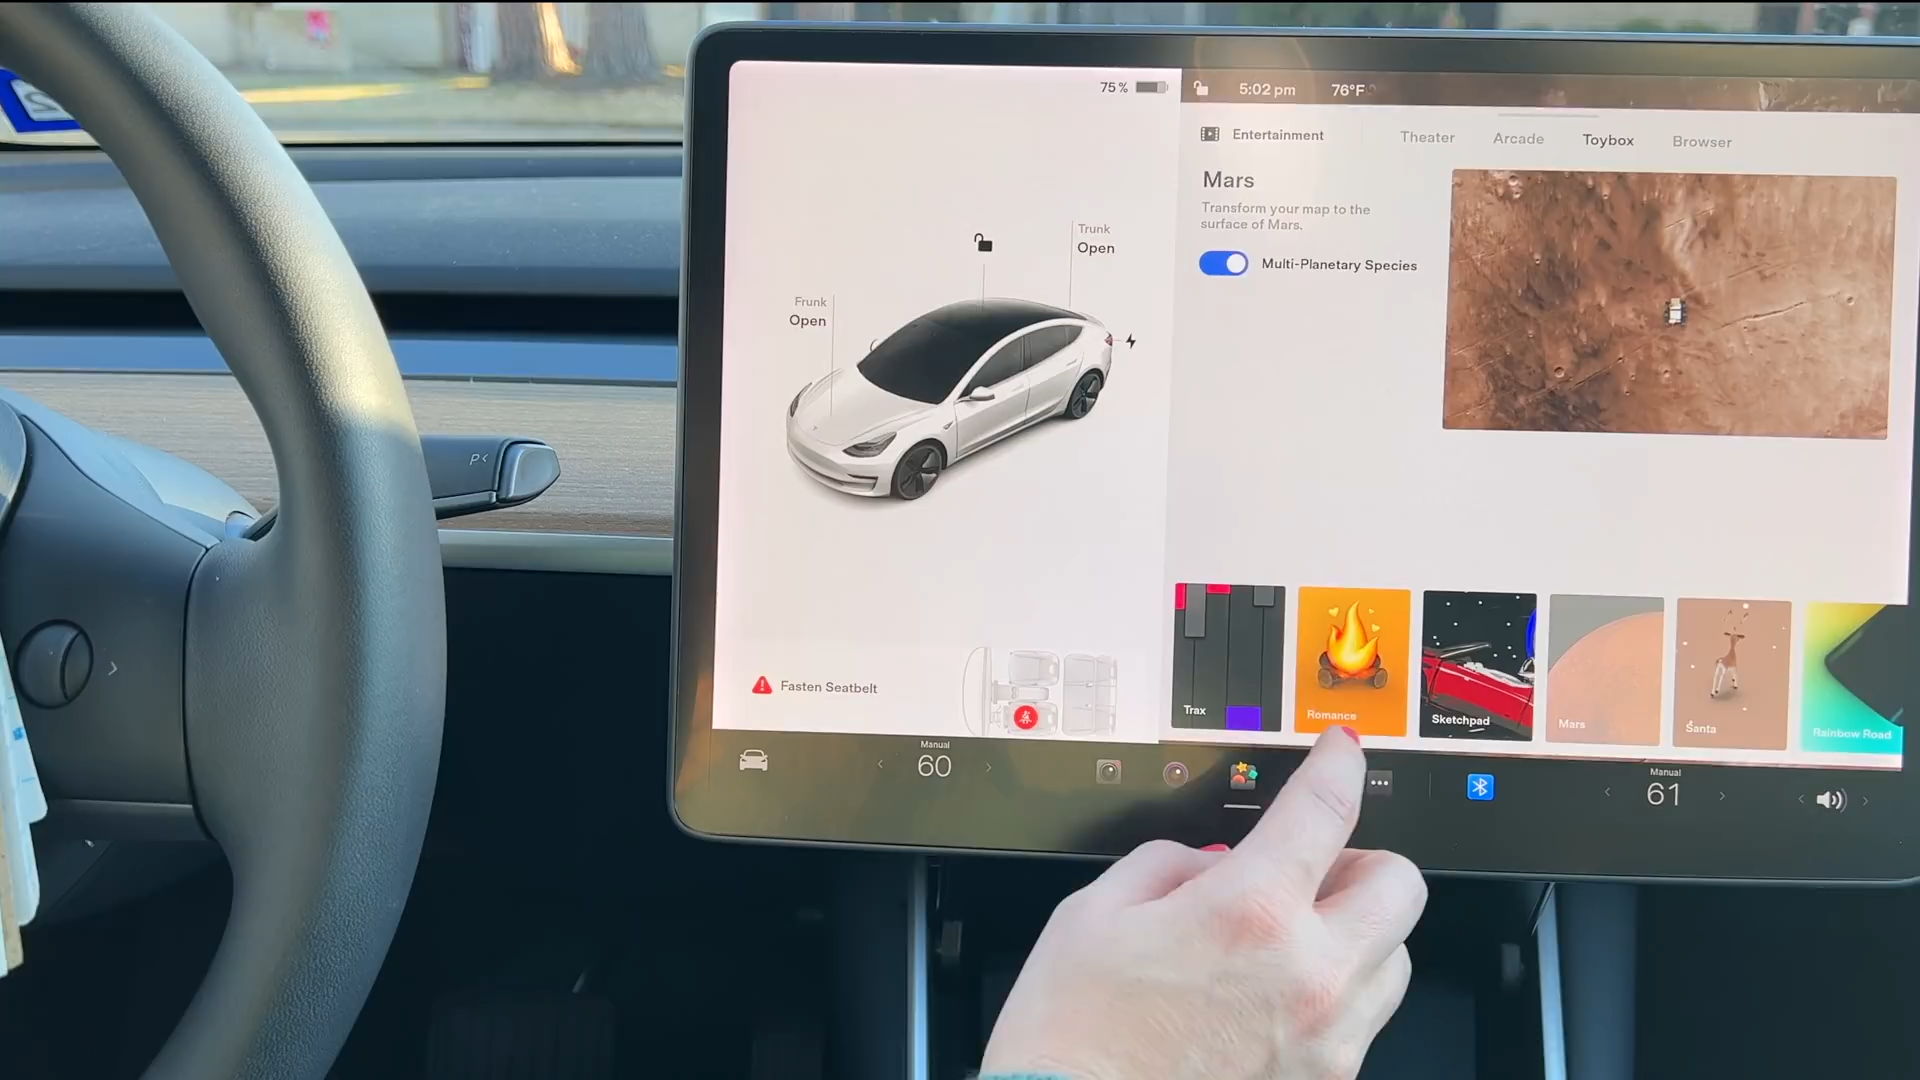 75%
5:02 pm
76°F
Entertainment
Theater
Arcade
Toybox
Browser
Mars
Transform your map to the
surface of Mars.
Multi-Planetary Species
Trunk
Open
Frunk
Open
P<
Fasten Seatbelt
Trax
Romance
Sketchpad
Mars
Santa
Rainbow Road
Manual
60
Manual
61